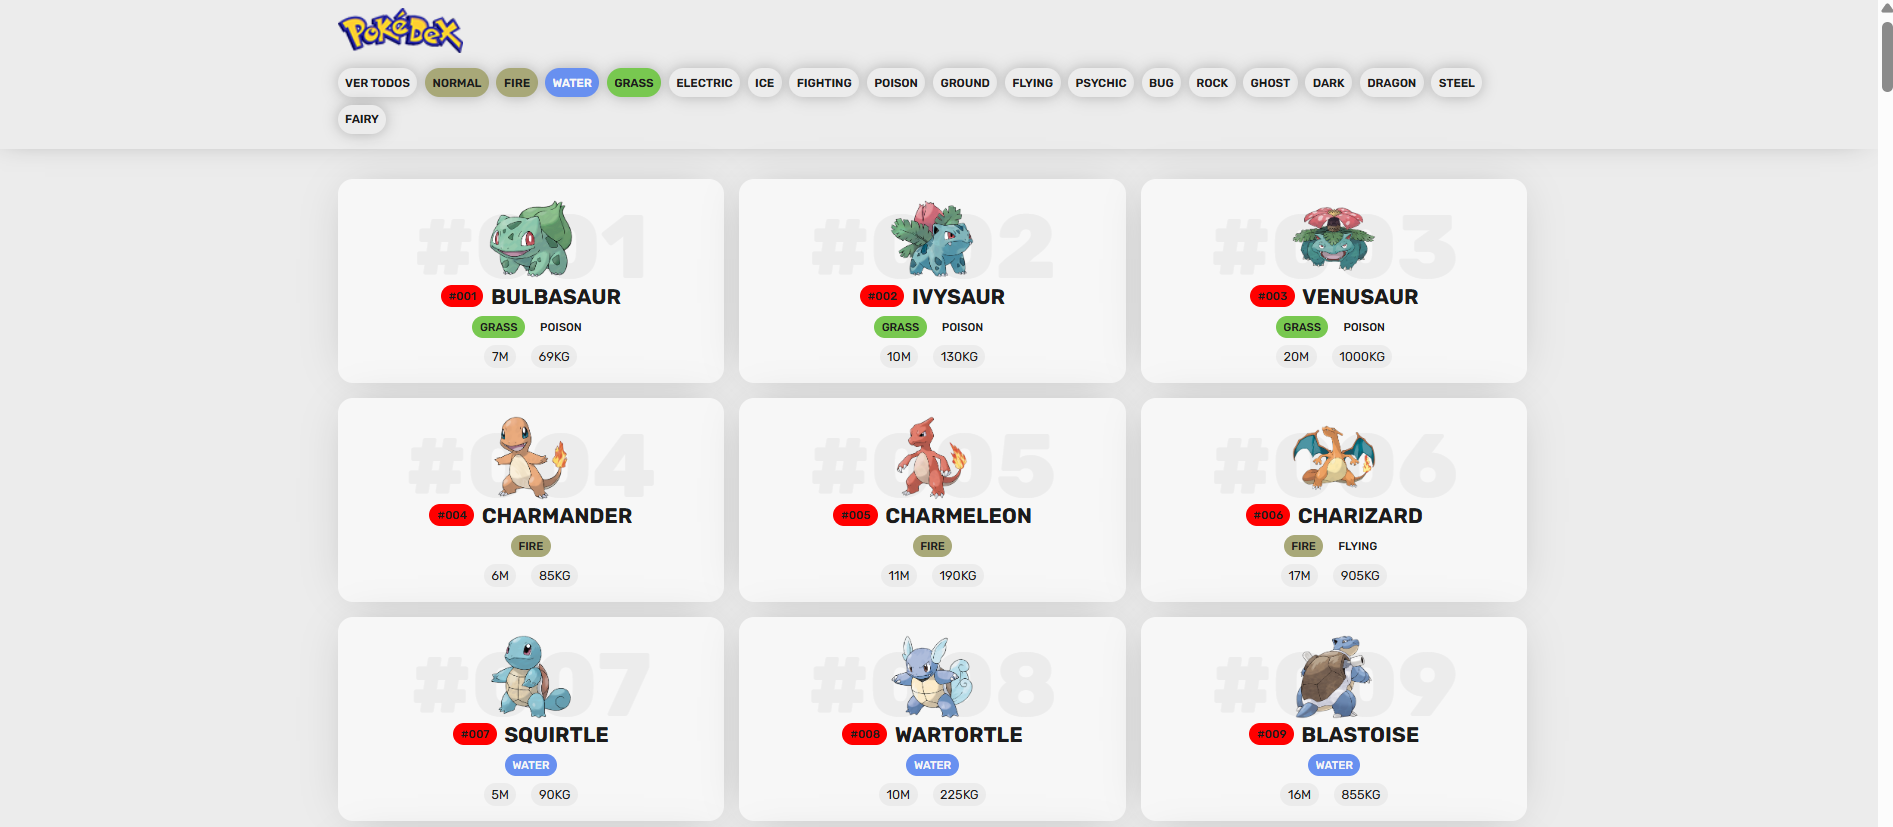 PokéDex
VER TODOS NORMAL FIRE WATER GRASS ELECTRIC ICE FIGHTING POISON GROUND FLYING PSYCHIC BUG ROCK GHOST DARK DRAGON STEEL
FAIRY
#001 #002 #003
#001 BULBASAUR #002 IVYSAUR #003 VENUSAUR
GRASS POISON GRASS POISON GRASS POISON
7M 69KG 10M 130KG 20M 1000KG
#004 #005 #006
#004 CHARMANDER #005 CHARMELEON #006 CHARIZARD
FIRE FIRE FIRE FLYING
6M 85KG 11M 190KG 17M 905KG
#007 #008 #009
#007 SQUIRTLE #008 WARTORTLE #009 BLASTOISE
WATER WATER WATER
5M 90KG 10M 225KG 16M 855KG